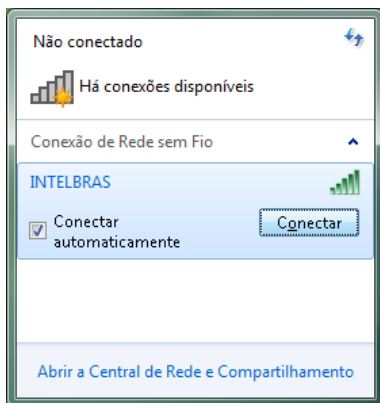 Não conectado
Há conexões disponíveis
Conexão de Rede sem Fio
INTELBRAS
Conectar
automaticamente
Conectar
Abrir a Central de Rede e Compartilhamento